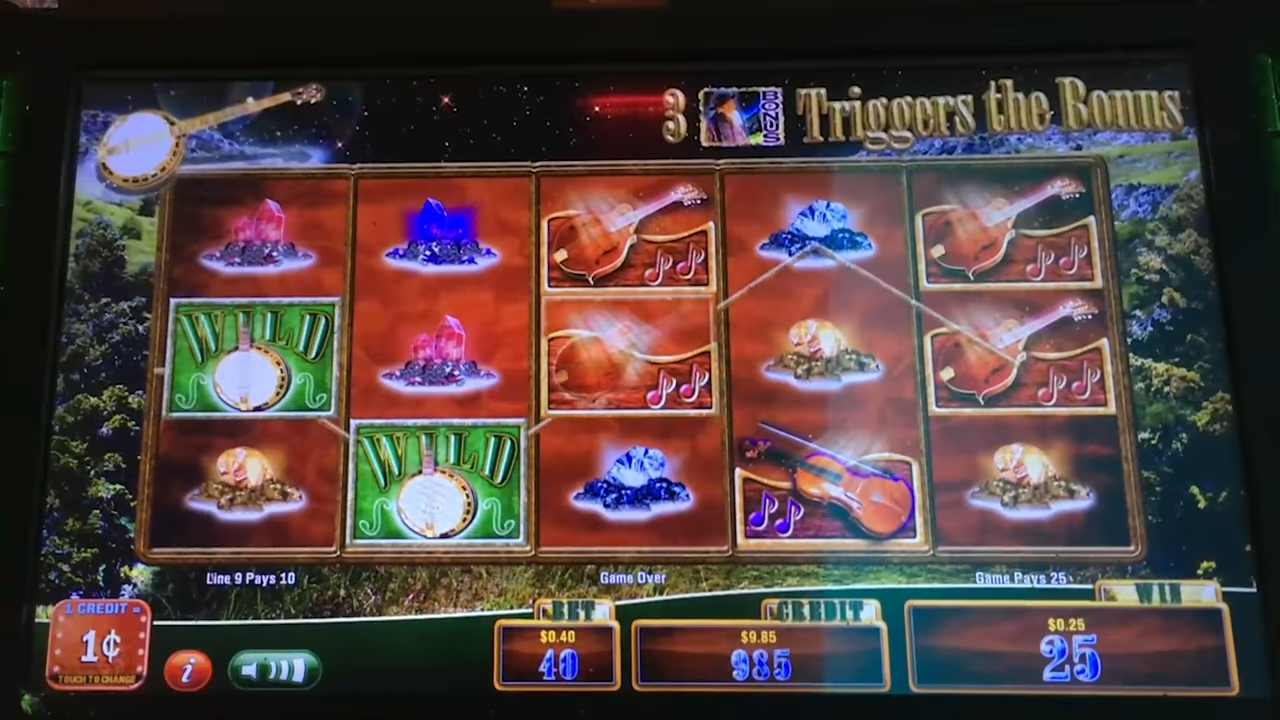 3 BONUS Triggers the Bonus
WILD
WILD
Line 9 Pays 10
Game Over
Game Pays 25
1 CREDIT =
1¢
TOUCH TO CHANGE
i
BET
$0.40
40
CREDIT
$9.85
985
WIN
$0.25
25